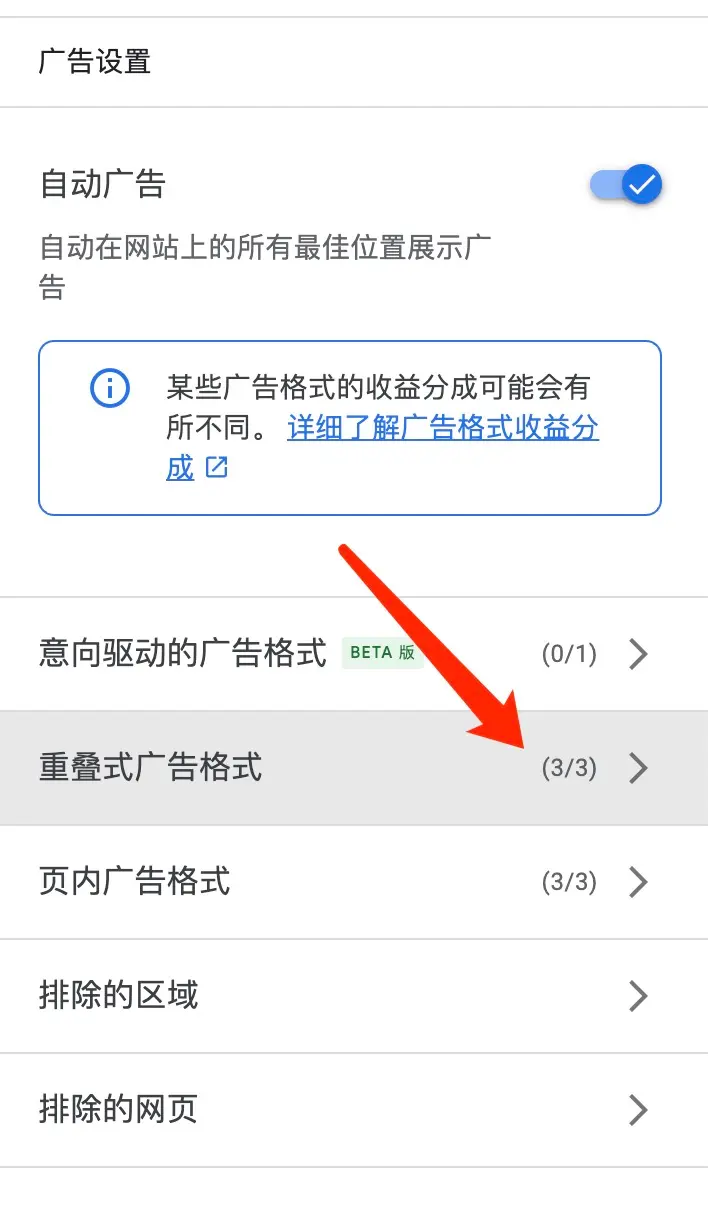 广告设置
自动广告
自动在网站上的所有最佳位置展示广
告
某些广告格式的收益分成可能会有
所不同。 详细了解广告格式收益分
成
意向驱动的广告格式 BETA 版 (0/1)
重叠式广告格式 (3/3)
页内广告格式 (3/3)
排除的区域
排除的网页